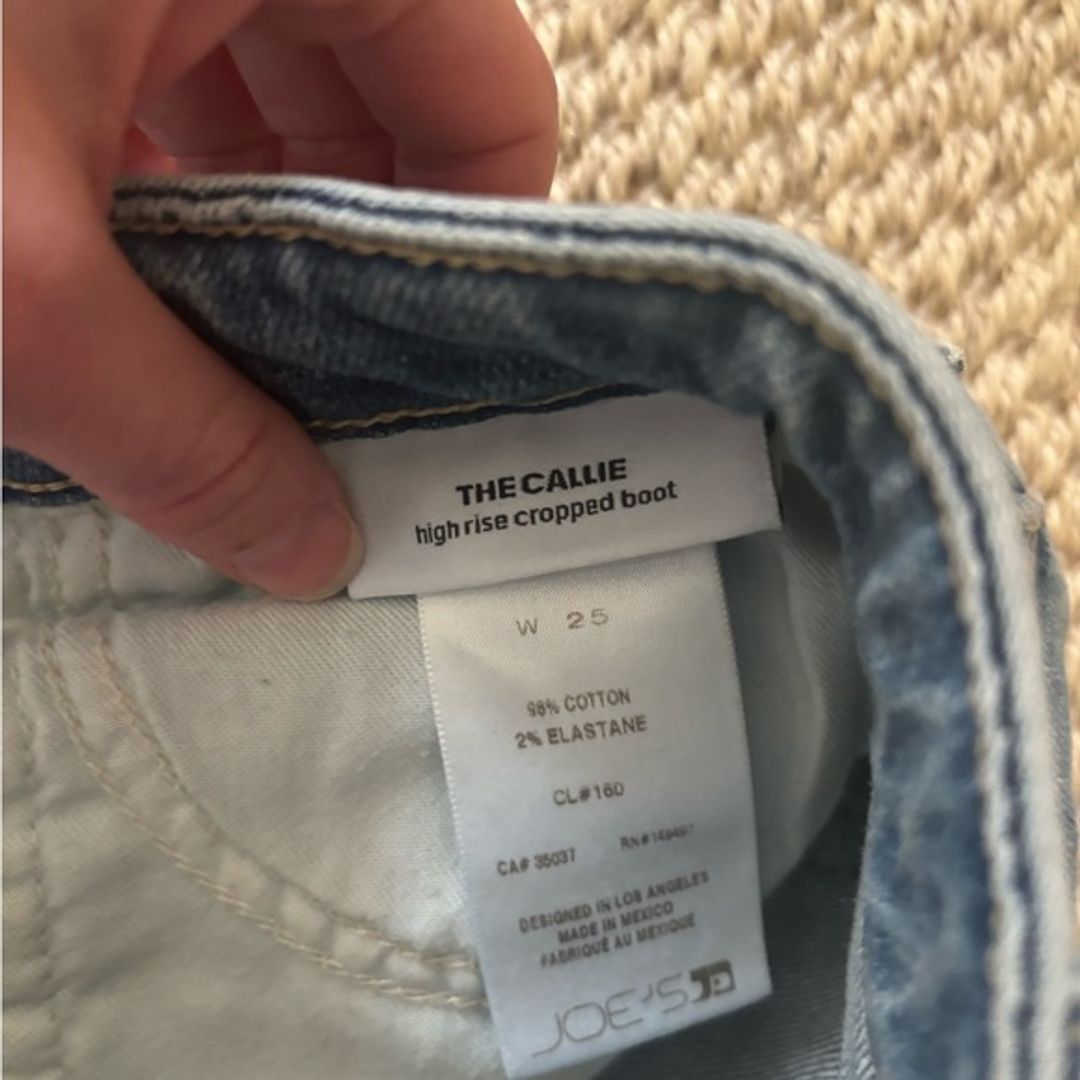 THE CALLIE
high rise cropped boot
W 25
98% COTTON
2% ELASTANE
CL#160
CA# 35037
DESIGNED IN LOS ANGELES
MADE IN MEXICO
FABRIQUÉ AU MEXIQUE
JOE'S